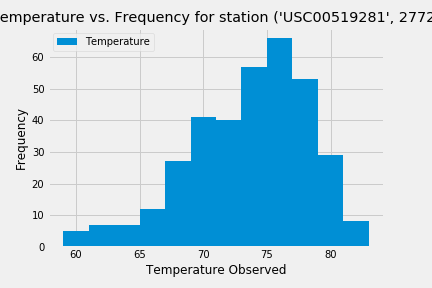 emperature vs. Frequency for station ('USC00519281', 2772
Temperature
Frequency
60
50
40
30
20
10
0
60 65 70 75 80
Temperature Observed